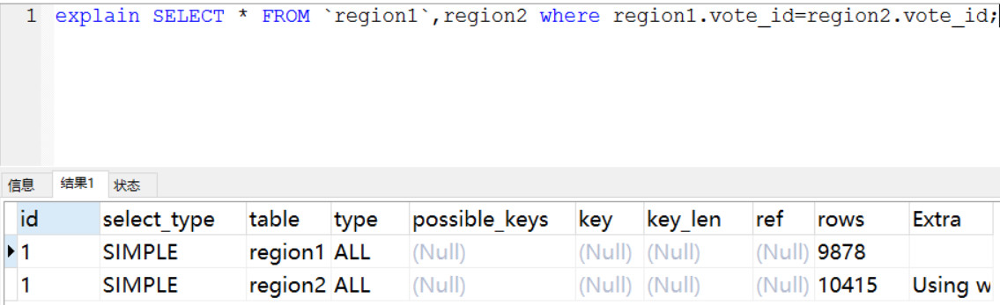 1 explain SELECT * FROM `region1`,region2 where region1.vote_id=region2.vote_id;
信息 结果1 状态
id select_type table type possible_keys key key_len ref rows Extra
1 SIMPLE region1 ALL (Null) (Null) (Null) (Null) 9878
1 SIMPLE region2 ALL (Null) (Null) (Null) (Null) 10415 Using w